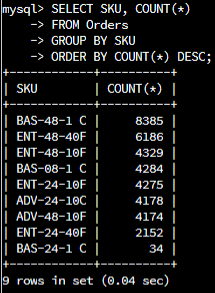 mysql> SELECT SKU, COUNT(*)
    -> FROM Orders
    -> GROUP BY SKU
    -> ORDER BY COUNT(*) DESC;
+-----------+----------+
| SKU       | COUNT(*) |
+-----------+----------+
| BAS-48-1 C |     8385 |
| ENT-48-40F |     6186 |
| ENT-48-10F |     4329 |
| BAS-08-1 C |     4284 |
| ENT-24-10F |     4275 |
| ADV-24-10C |     4178 |
| ADV-48-10F |     4174 |
| ENT-24-40F |     2152 |
| BAS-24-1 C |       34 |
+-----------+----------+
9 rows in set (0.04 sec)